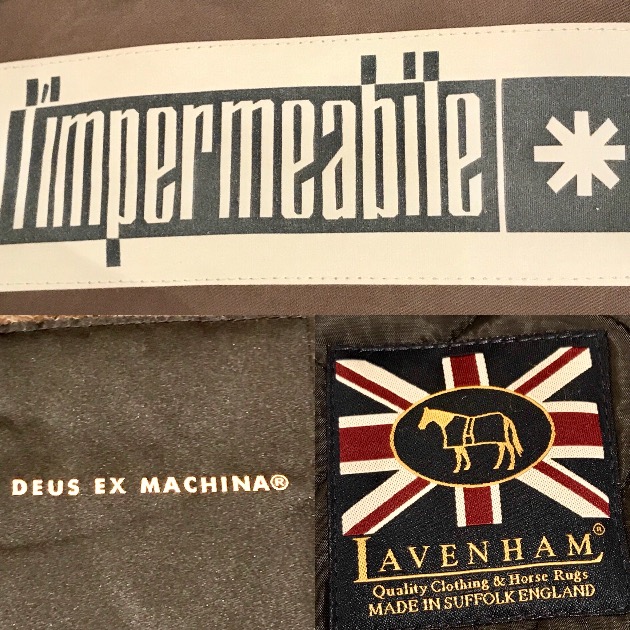 l'impermeabile *
DEUS EX MACHINA®
LAVENHAM®
Quality Clothing & Horse Rugs
MADE IN SUFFOLK ENGLAND